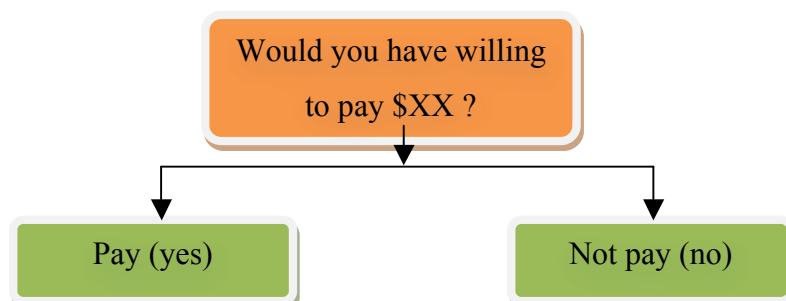 Would you have willing
to pay $XX ?
Pay (yes)
Not pay (no)